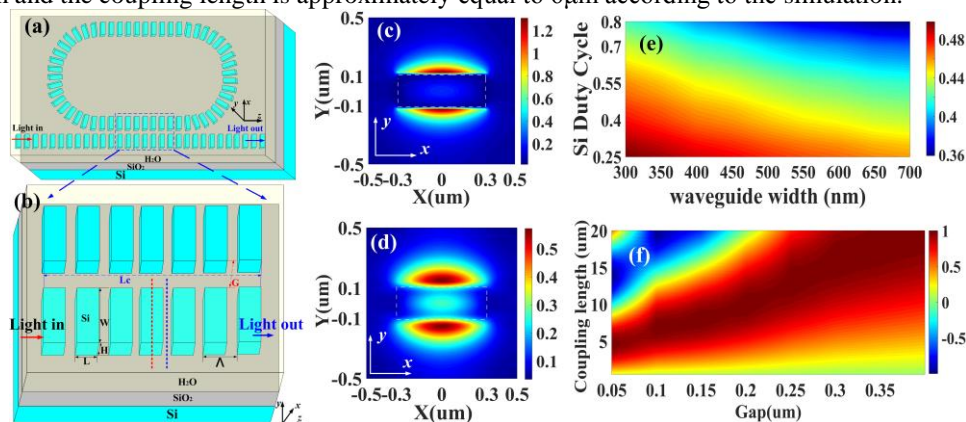 and the coupling length is approximately equal to 6μm according to the simulation.
(a)
Light in
Light out
x
y
z
H₂O
SiO₂
Si
(b)
Lc
G
Light in
Si
W
H
L
Λ
Light out
H₂O
SiO₂
Si
y
x
z
(c)
Y(um)
0.5
0.1
-0.1
-0.5
y
x
-0.5-0.3 0 0.3 0.5
X(um)
1.2
1
0.8
0.6
0.4
0.2
(d)
Y(um)
0.5
0.1
-0.1
-0.5
y
x
-0.5-0.3 0 0.3 0.5
X(um)
0.5
0.4
0.3
0.2
0.1
(e)
Si Duty Cycle
0.8
0.75
0.5
0.25
300 350 400 450 500 550 600 650 700
waveguide width (nm)
0.48
0.44
0.40
0.36
(f)
Coupling length (um)
20
15
10
5
0.05 0.1 0.15 0.2 0.25 0.3 0.35
Gap(um)
1
0.5
0
-0.5